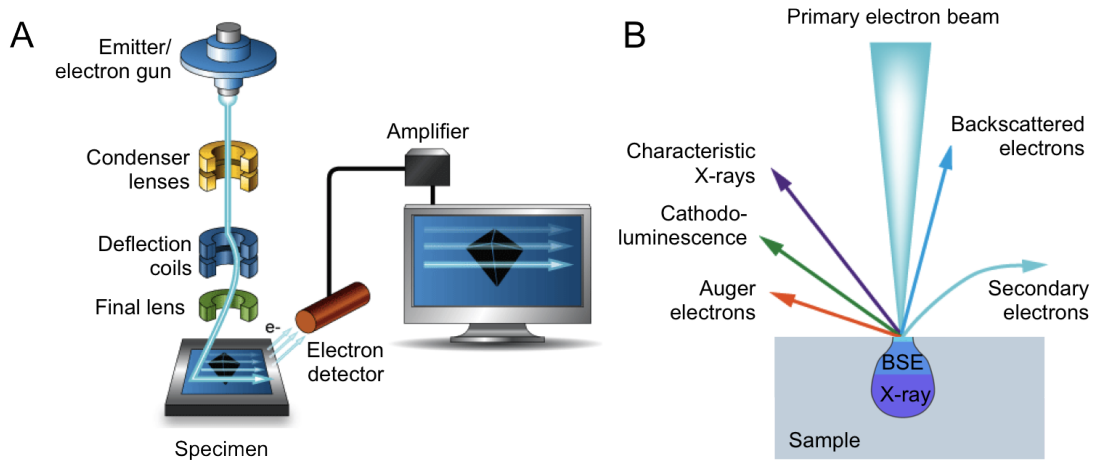 A
Emitter/
electron gun
Condenser
lenses
Deflection
coils
Final lens
e-
Electron
detector
Amplifier
Specimen
B
Primary electron beam
Backscattered
electrons
Characteristic
X-rays
Cathodo-
luminescence
Auger
electrons
Secondary
electrons
BSE
X-ray
Sample